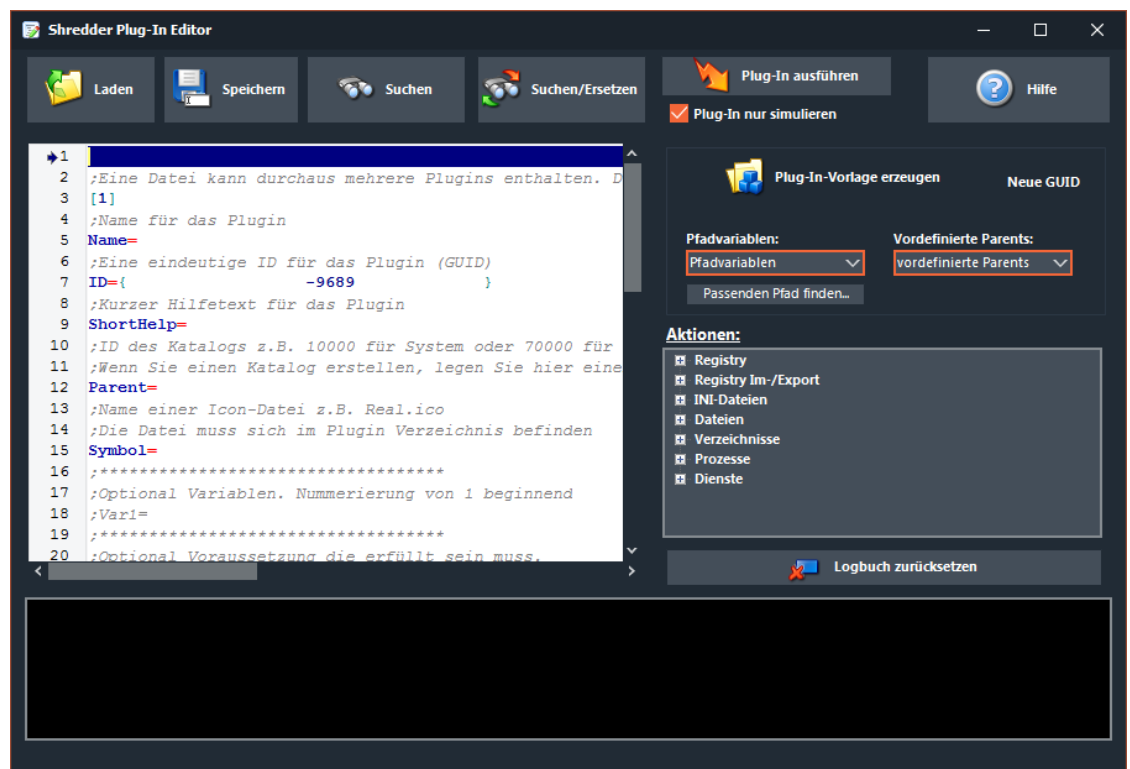 Shredder Plug-In Editor
Laden
Speichern
Suchen
Suchen/Ersetzen
Plug-In ausführen
Plug-In nur simulieren
Hilfe
1
2 ;Eine Datei kann durchaus mehrere Plugins enthalten. D
3 [1]
4 ;Name für das Plugin
5 Name=
6 ;Eine eindeutige ID für das Plugin (GUID)
7 ID={ -9689 }
8 ;Kurzer Hilfetext für das Plugin
9 ShortHelp=
10 ;ID des Katalogs z.B. 10000 für System oder 70000 für
11 ;Wenn Sie einen Katalog erstellen, legen Sie hier eine
12 Parent=
13 ;Name einer Icon-Datei z.B. Real.ico
14 ;Die Datei muss sich im Plugin Verzeichnis befinden
15 Symbol=
16 ;***********************************
17 ;Optional Variablen. Nummerierung von 1 beginnend
18 ;Var1=
19 ;***********************************
20 ;Optional Voraussetzung die erfüllt sein muss.
Plug-In-Vorlage erzeugen
Neue GUID
Pfadvariablen:
Vordefinierte Parents:
Pfadvariablen
vordefinierte Parents
Passenden Pfad finden...
Aktionen:
Registry
Registry Im-/Export
INI-Dateien
Dateien
Verzeichnisse
Prozesse
Dienste
Logbuch zurücksetzen